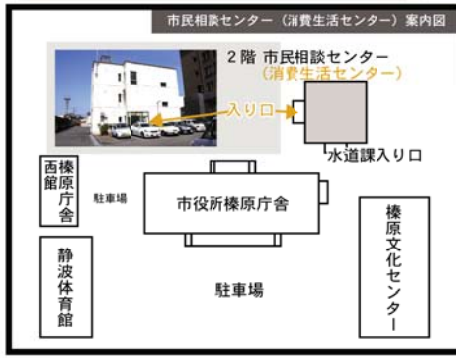 市民相談センター（消費生活センター）案内図
2階 市民相談センター
（消費生活センター）
入り口
水道課入り口
榛原庁舎
西館
駐車場
市役所榛原庁舎
静波体育館
駐車場
榛原文化センター